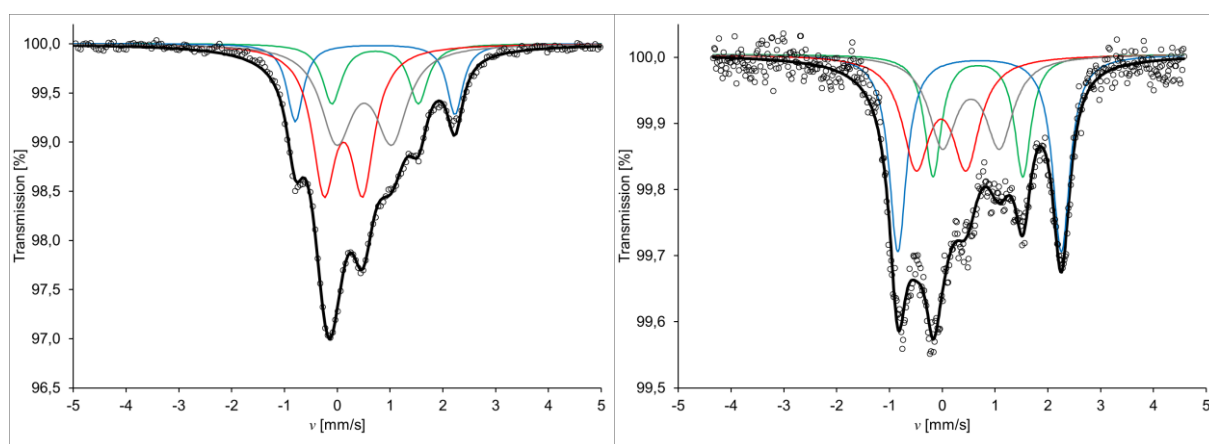 Transmission [%]
100,0
99,5
99,0
98,5
98,0
97,5
97,0
96,5
-5 -4 -3 -2 -1 0 1 2 3 4 5
v [mm/s]
Transmission [%]
100,0
99,9
99,8
99,7
99,6
99,5
-5 -4 -3 -2 -1 0 1 2 3 4 5
v [mm/s]